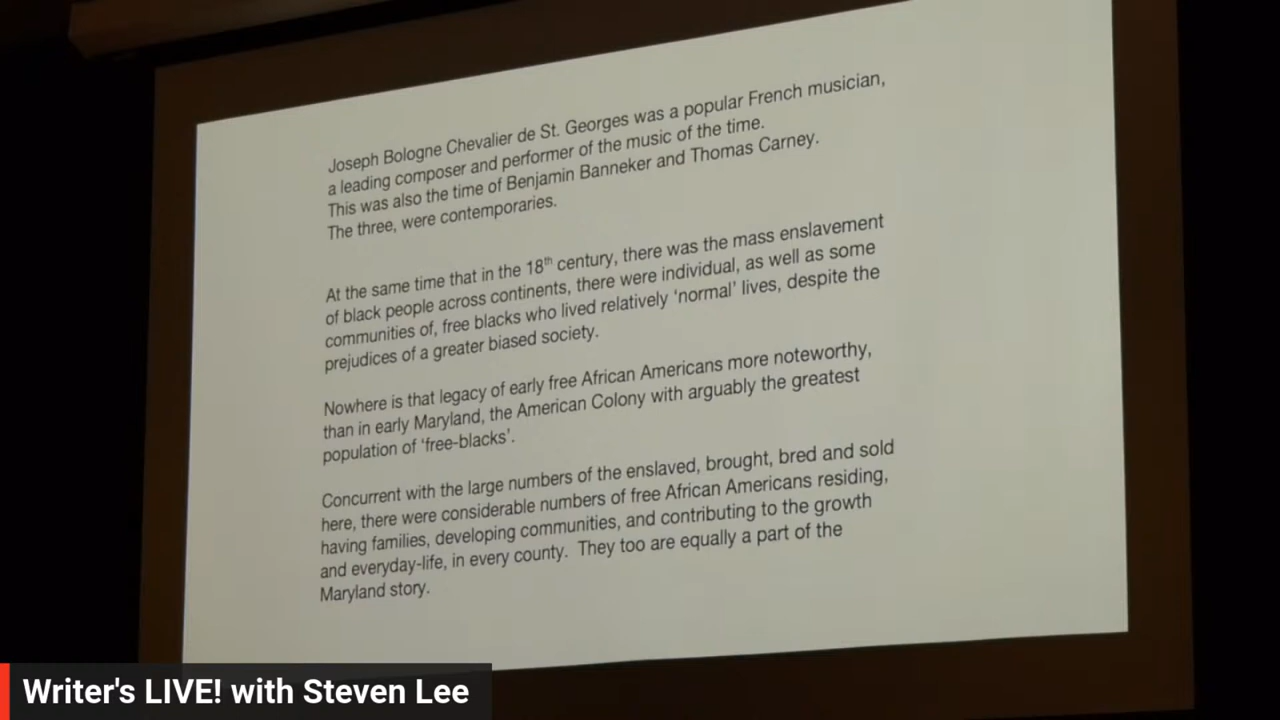 Joseph Bologne Chevalier de St. Georges was a popular French musician,
a leading composer and performer of the music of the time.
This was also the time of Benjamin Banneker and Thomas Carney.
The three, were contemporaries.
At the same time that in the 18th century, there was the mass enslavement
of black people across continents, there were individual, as well as some
communities of, free blacks who lived relatively ‘normal’ lives, despite the
prejudices of a greater biased society.
Nowhere is that legacy of early free African Americans more noteworthy,
than in early Maryland, the American Colony with arguably the greatest
population of ‘free-blacks’.
Concurrent with the large numbers of the enslaved, brought, bred and sold
here, there were considerable numbers of free African Americans residing,
having families, developing communities, and contributing to the growth
and everyday-life, in every county. They too are equally a part of the
Maryland story.
Writer's LIVE! with Steven Lee